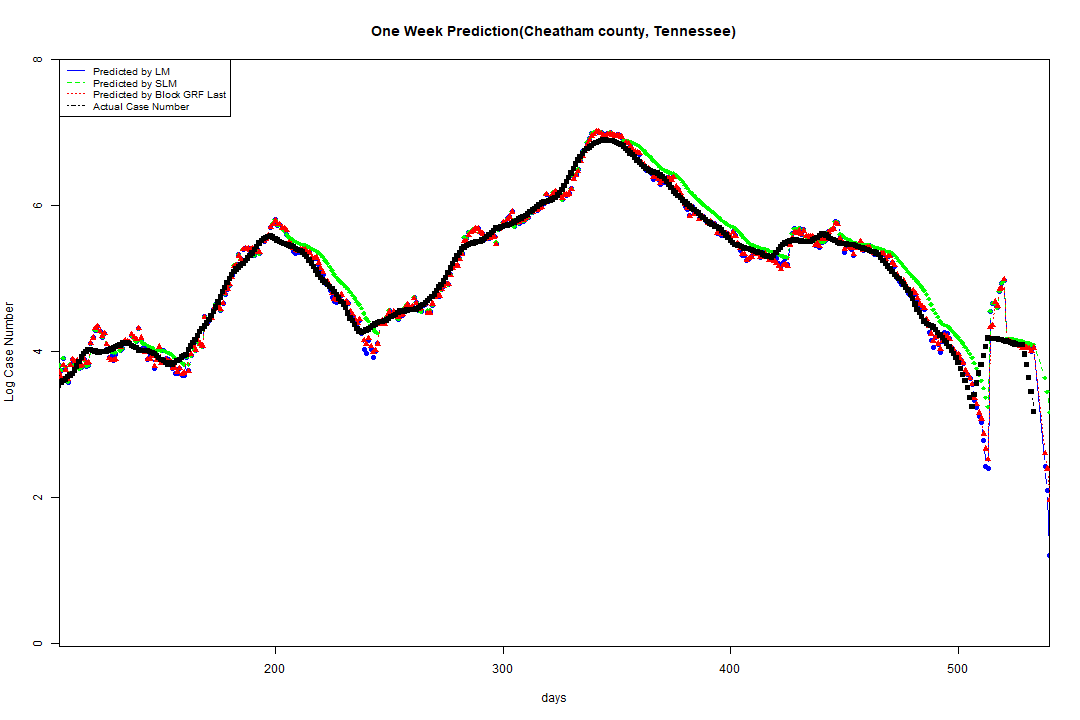 One Week Prediction(Cheatham county, Tennessee)
8
Predicted by LM
Predicted by SLM
Predicted by Block GRF Last
Actual Case Number
6
4
2
0
Log Case Number
200 300 400 500
days